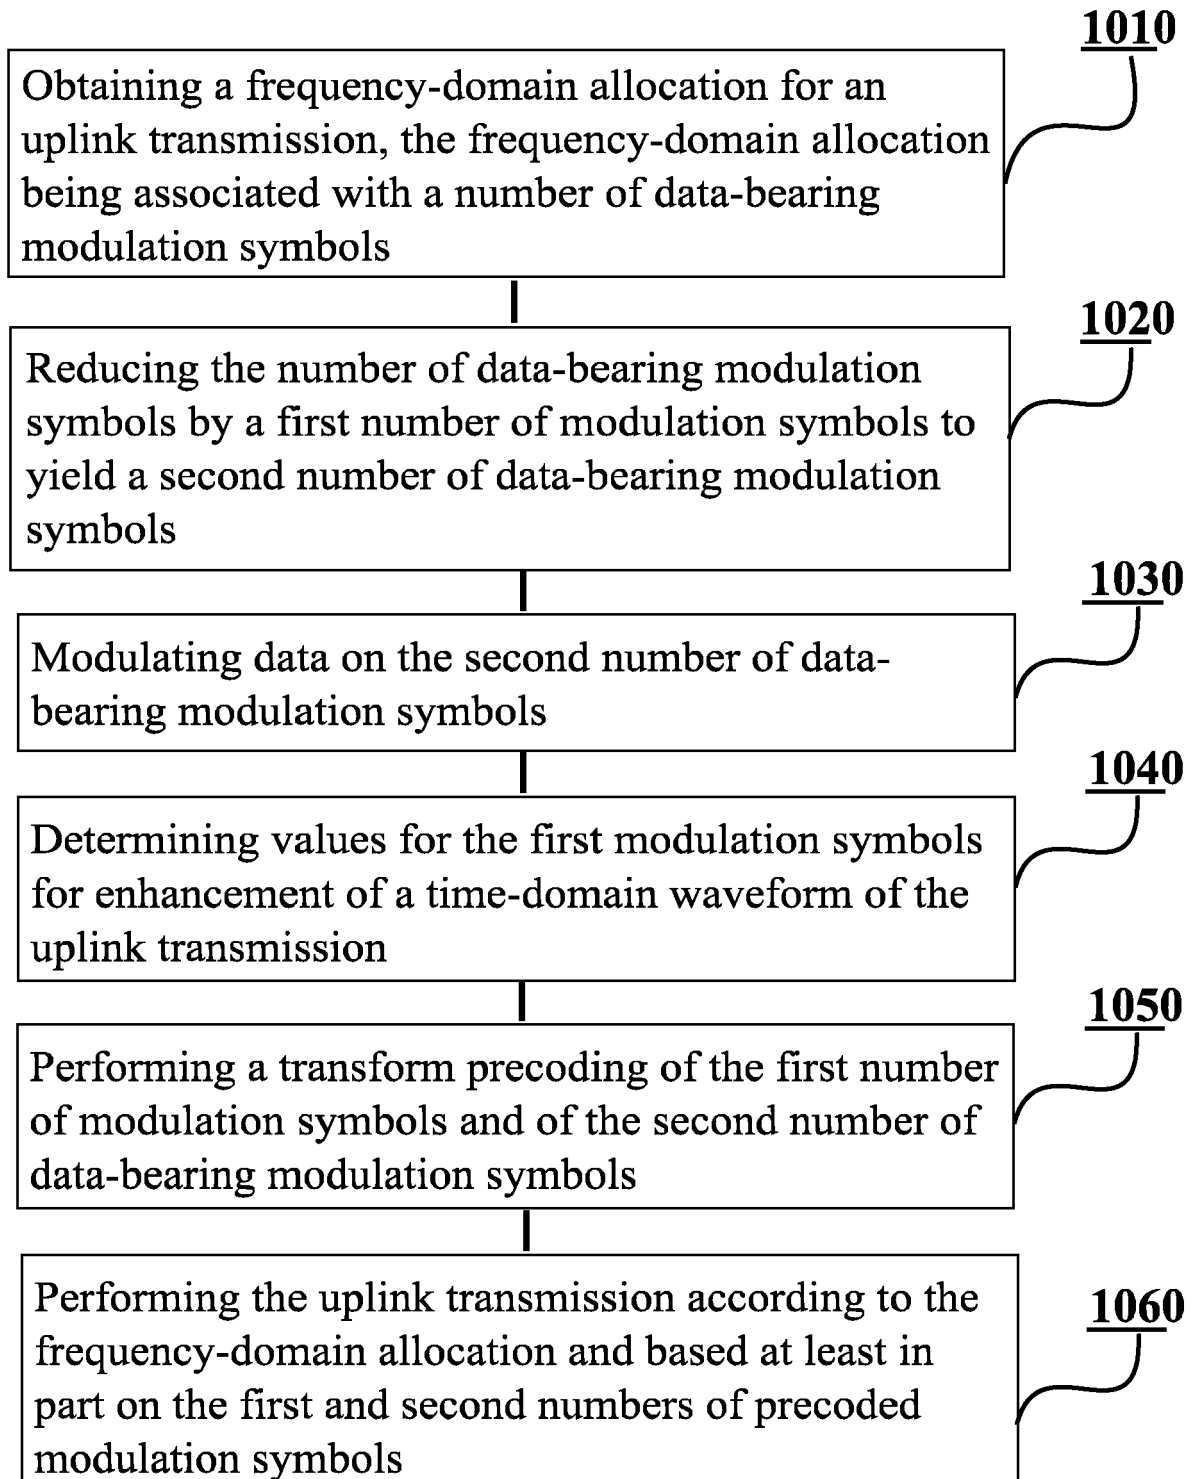 1010
Obtaining a frequency-domain allocation for an
uplink transmission, the frequency-domain allocation
being associated with a number of data-bearing
modulation symbols
1020
Reducing the number of data-bearing modulation
symbols by a first number of modulation symbols to
yield a second number of data-bearing modulation
symbols
1030
Modulating data on the second number of data-
bearing modulation symbols
1040
Determining values for the first modulation symbols
for enhancement of a time-domain waveform of the
uplink transmission
1050
Performing a transform precoding of the first number
of modulation symbols and of the second number of
data-bearing modulation symbols
1060
Performing the uplink transmission according to the
frequency-domain allocation and based at least in
part on the first and second numbers of precoded
modulation symbols